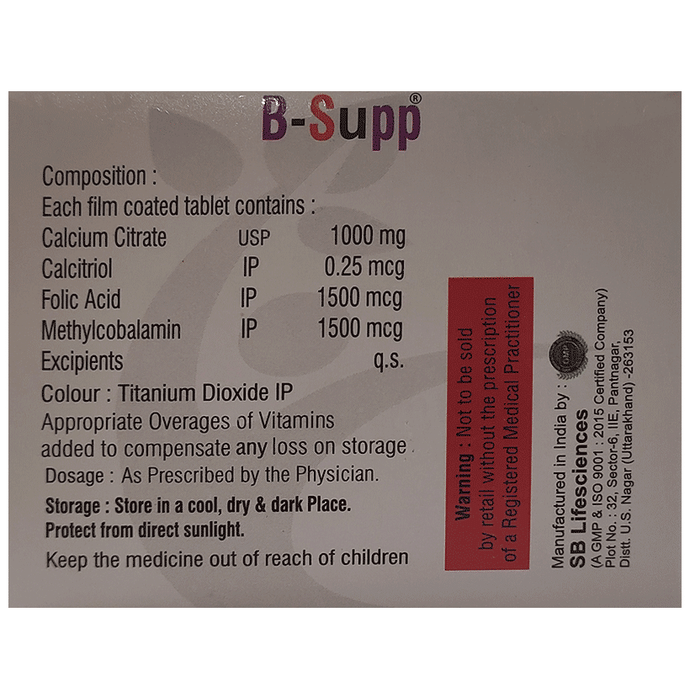 B-Supp®
Composition :
Each film coated tablet contains :
Calcium Citrate USP 1000 mg
Calcitriol IP 0.25 mcg
Folic Acid IP 1500 mcg
Methylcobalamin IP 1500 mcg
Excipients q.s.
Colour : Titanium Dioxide IP
Appropriate Overages of Vitamins
added to compensate any loss on storage.
Dosage : As Prescribed by the Physician.
Storage : Store in a cool, dry & dark Place.
Protect from direct sunlight.
Keep the medicine out of reach of children
Warning : Not to be sold
by retail without the prescription
of a Registered Medical Practitioner
Manufactured in India by :
GMP
SB Lifesciences
(A GMP & ISO 9001 : 2015 Certified Company)
Plot No. : 32, Sector-6, IIE, Pantnagar,
Distt. U.S. Nagar (Uttarakhand) -263153